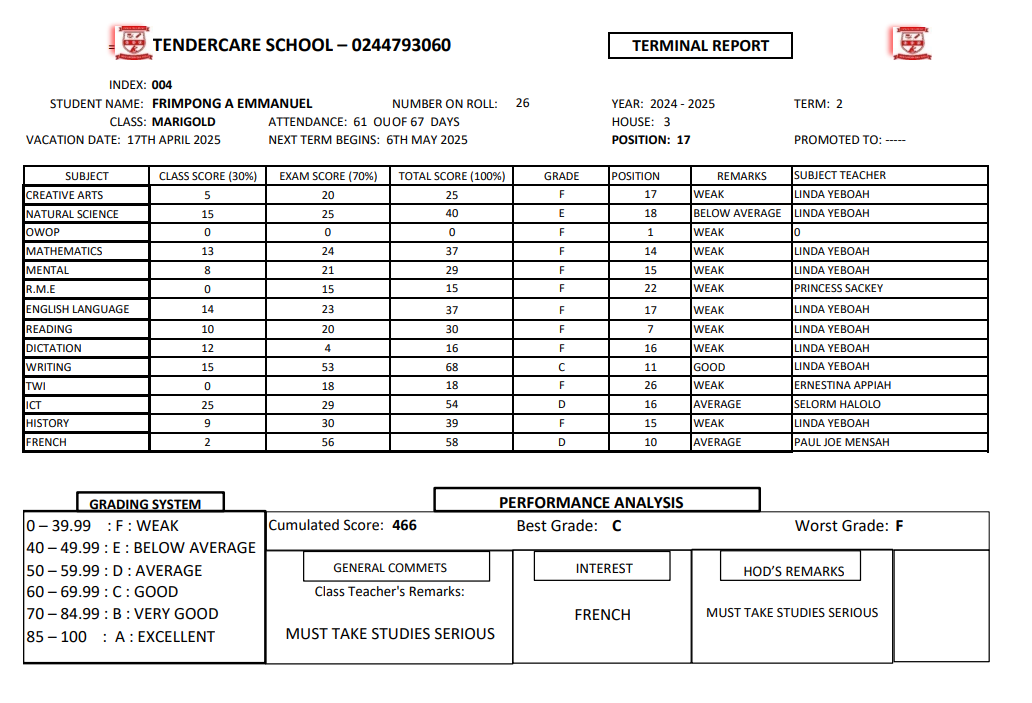 TENDERCARE SCHOOL – 0244793060
TERMINAL REPORT
INDEX: 004
STUDENT NAME: FRIMPONG A EMMANUEL NUMBER ON ROLL: 26 YEAR: 2024 - 2025 TERM: 2
CLASS: MARIGOLD ATTENDANCE: 61 OUOF 67 DAYS HOUSE: 3
VACATION DATE: 17TH APRIL 2025 NEXT TERM BEGINS: 6TH MAY 2025 POSITION: 17 PROMOTED TO: -----
SUBJECT CLASS SCORE (30%) EXAM SCORE (70%) TOTAL SCORE (100%) GRADE POSITION REMARKS SUBJECT TEACHER
CREATIVE ARTS 5 20 25 F 17 WEAK LINDA YEBOAH
NATURAL SCIENCE 15 25 40 E 18 BELOW AVERAGE LINDA YEBOAH
OWOP 0 0 0 F 1 WEAK 0
MATHEMATICS 13 24 37 F 14 WEAK LINDA YEBOAH
MENTAL 8 21 29 F 15 WEAK LINDA YEBOAH
R.M.E 0 15 15 F 22 WEAK PRINCESS SACKEY
ENGLISH LANGUAGE 14 23 37 F 17 WEAK LINDA YEBOAH
READING 10 20 30 F 7 WEAK LINDA YEBOAH
DICTATION 12 4 16 F 16 WEAK LINDA YEBOAH
WRITING 15 53 68 C 11 GOOD LINDA YEBOAH
TWI 0 18 18 F 26 WEAK ERNESTINA APPIAH
ICT 25 29 54 D 16 AVERAGE SELORM HALOLO
HISTORY 9 30 39 F 15 WEAK LINDA YEBOAH
FRENCH 2 56 58 D 10 AVERAGE PAUL JOE MENSAH
GRADING SYSTEM
0 – 39.99 : F : WEAK
40 – 49.99 : E : BELOW AVERAGE
50 – 59.99 : D : AVERAGE
60 – 69.99 : C : GOOD
70 – 84.99 : B : VERY GOOD
85 – 100 : A : EXCELLENT
PERFORMANCE ANALYSIS
Cumulated Score: 466 Best Grade: C Worst Grade: F
GENERAL COMMETS
Class Teacher's Remarks:
MUST TAKE STUDIES SERIOUS
INTEREST
FRENCH
HOD'S REMARKS
MUST TAKE STUDIES SERIOUS